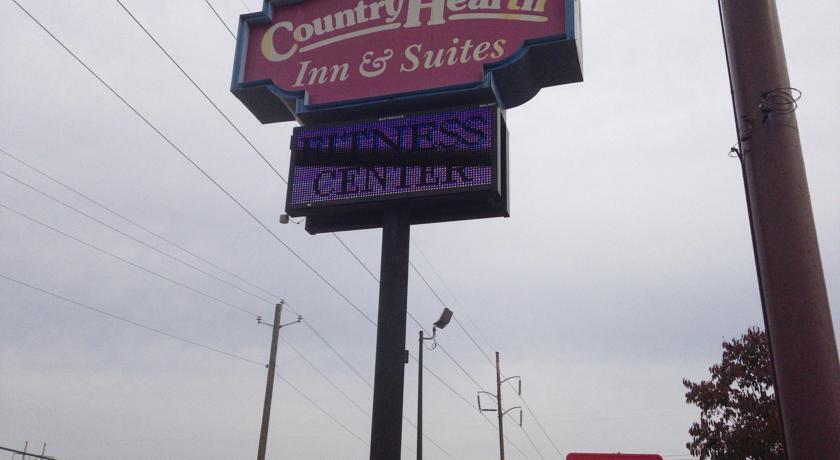 Country Hearth
Inn & Suites
FITNESS
CENTER